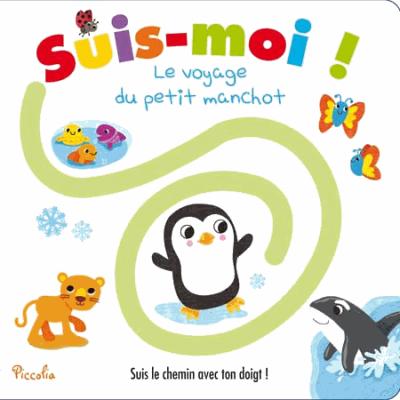 Suis-moi !
Le voyage
du petit manchot
Suis le chemin avec ton doigt !
Piccolia